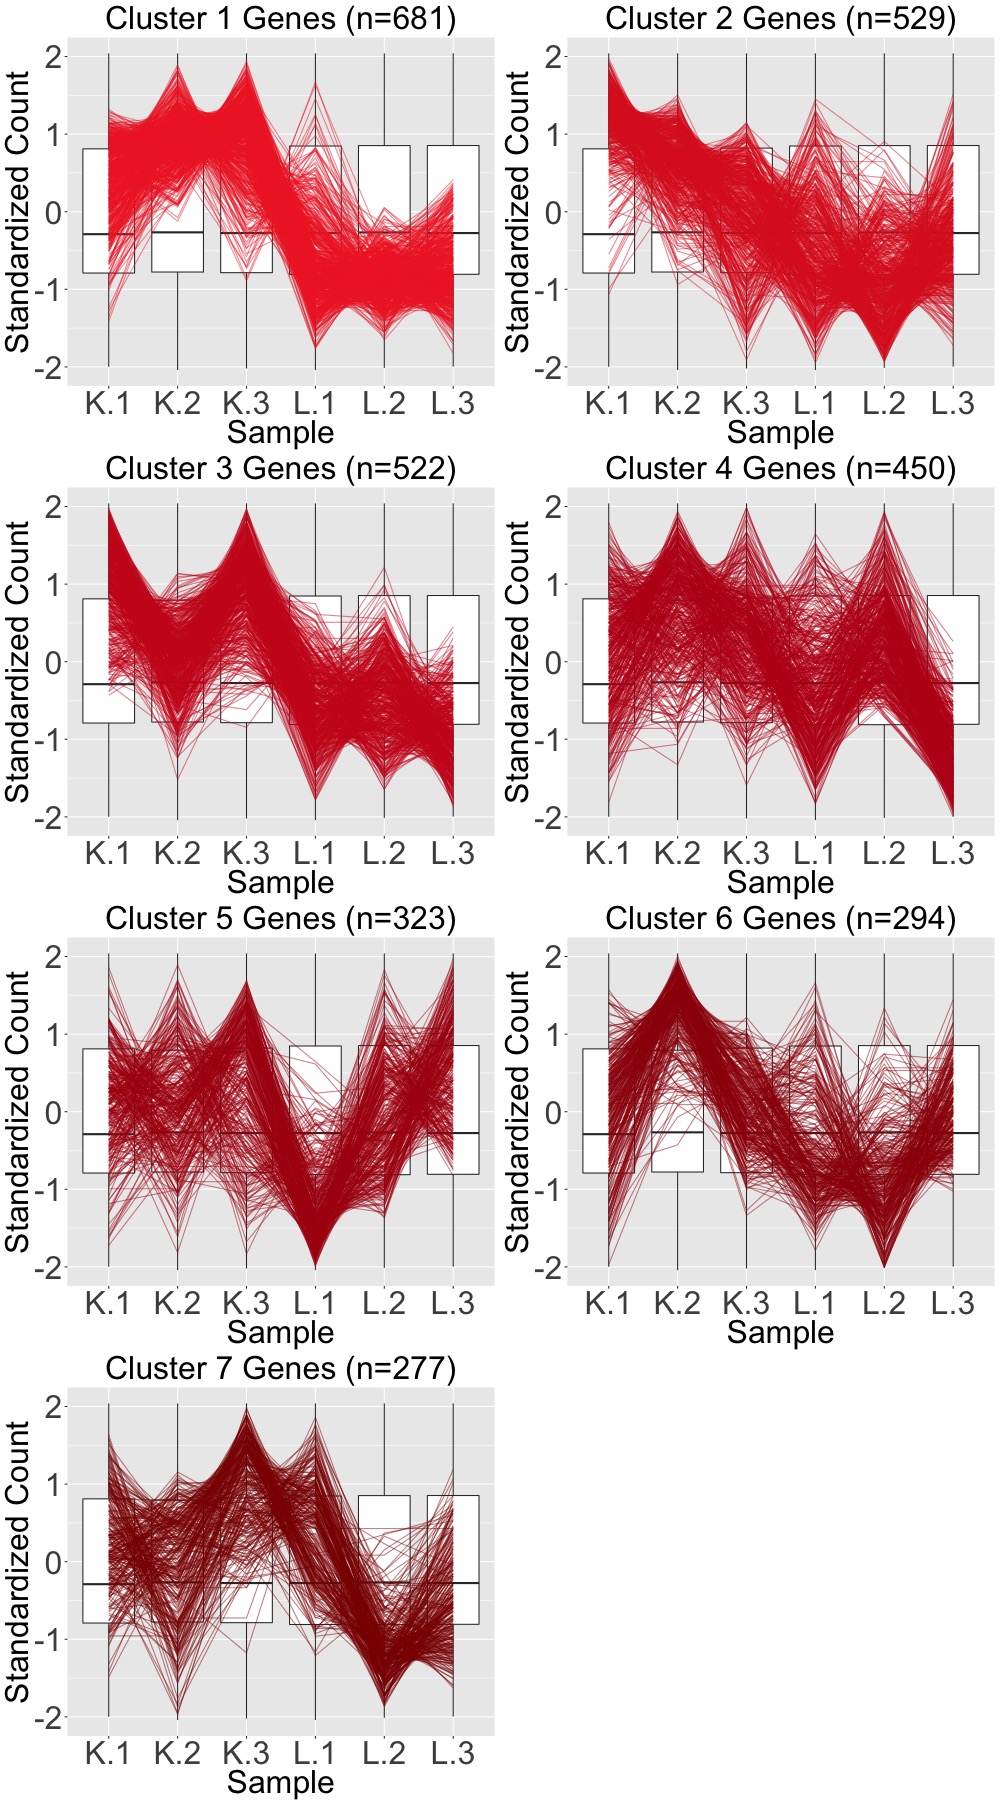 Cluster 1 Genes (n=681)
Standardized Count
2
1
0
-1
-2
K.1 K.2 K.3 L.1 L.2 L.3
Sample
Cluster 2 Genes (n=529)
Standardized Count
2
1
0
-1
-2
K.1 K.2 K.3 L.1 L.2 L.3
Sample
Cluster 3 Genes (n=522)
Standardized Count
2
1
0
-1
-2
K.1 K.2 K.3 L.1 L.2 L.3
Sample
Cluster 4 Genes (n=450)
Standardized Count
2
1
0
-1
-2
K.1 K.2 K.3 L.1 L.2 L.3
Sample
Cluster 5 Genes (n=323)
Standardized Count
2
1
0
-1
-2
K.1 K.2 K.3 L.1 L.2 L.3
Sample
Cluster 6 Genes (n=294)
Standardized Count
2
1
0
-1
-2
K.1 K.2 K.3 L.1 L.2 L.3
Sample
Cluster 7 Genes (n=277)
Standardized Count
2
1
0
-1
-2
K.1 K.2 K.3 L.1 L.2 L.3
Sample